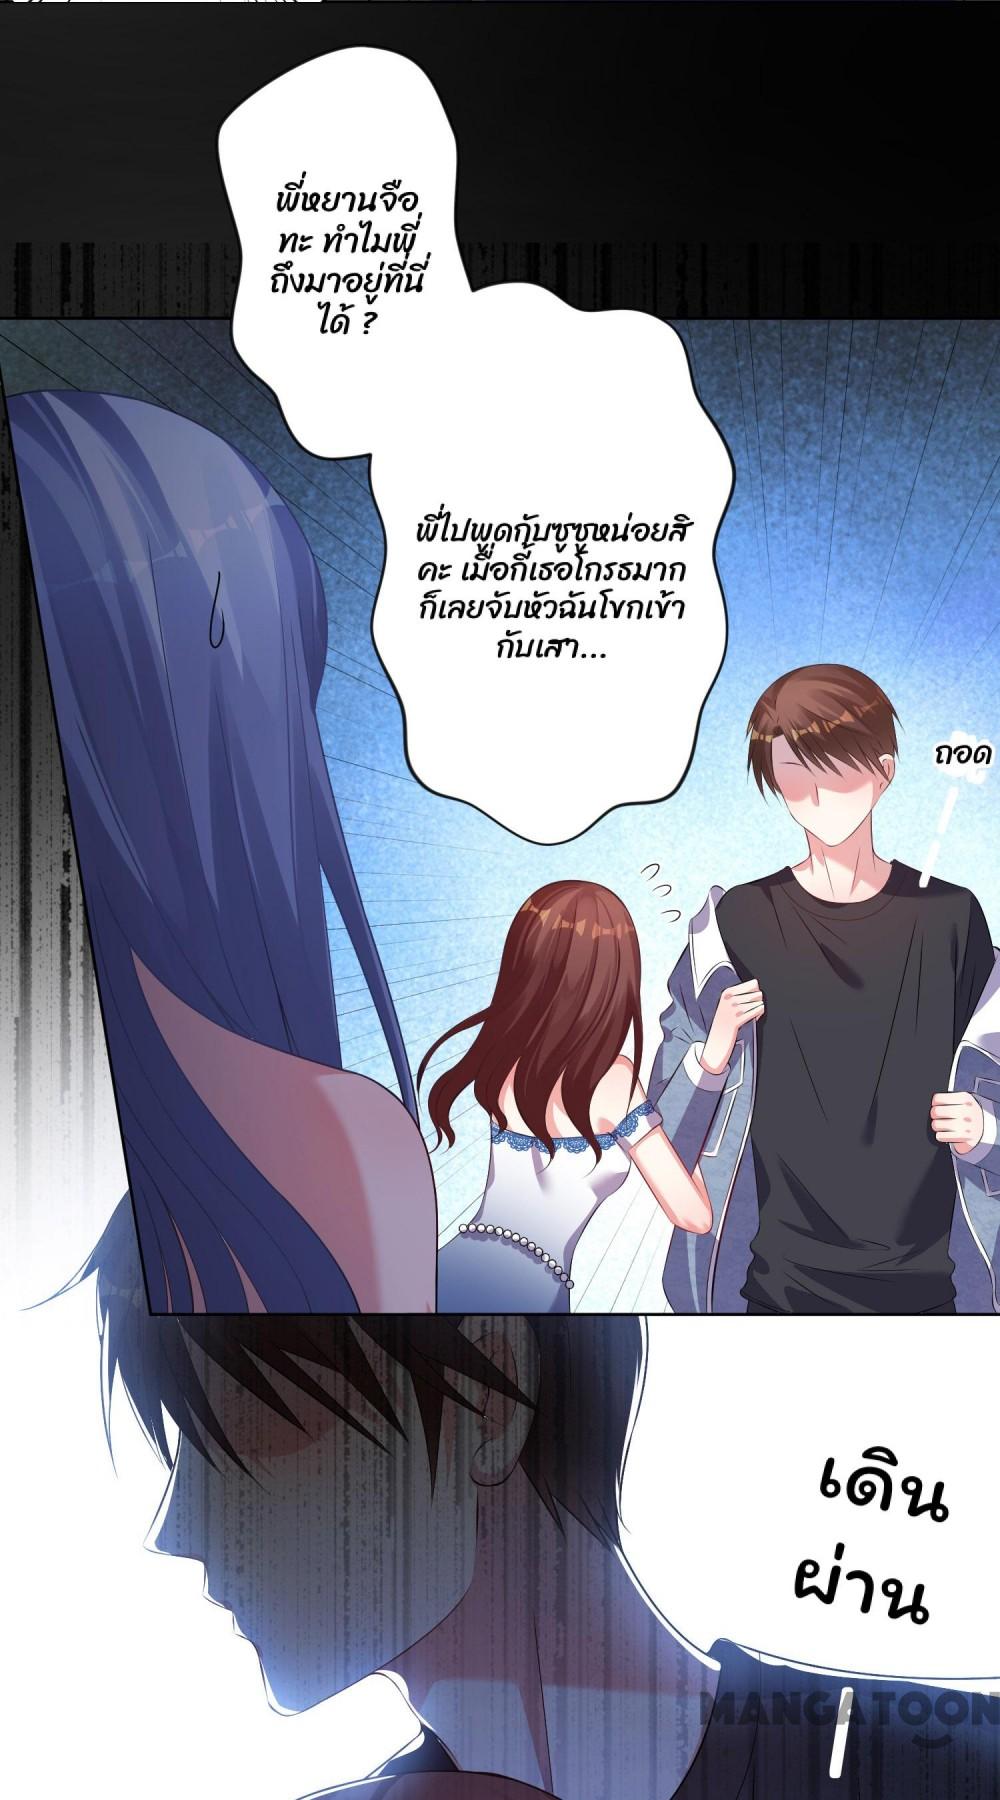 พี่หยานจือ
ทะ ทำไมพี่
ถึงมาอยู่ที่นี่
ได้ ?
พี่ไปพูดกับซูซูหน่อยสิ
คะ เมื่อกี้เธอโกรธมาก
ก็เลยจับหัวฉันโขกเข้า
กับเสา...
ถอด
เดิน
ผ่าน
MANGATOON